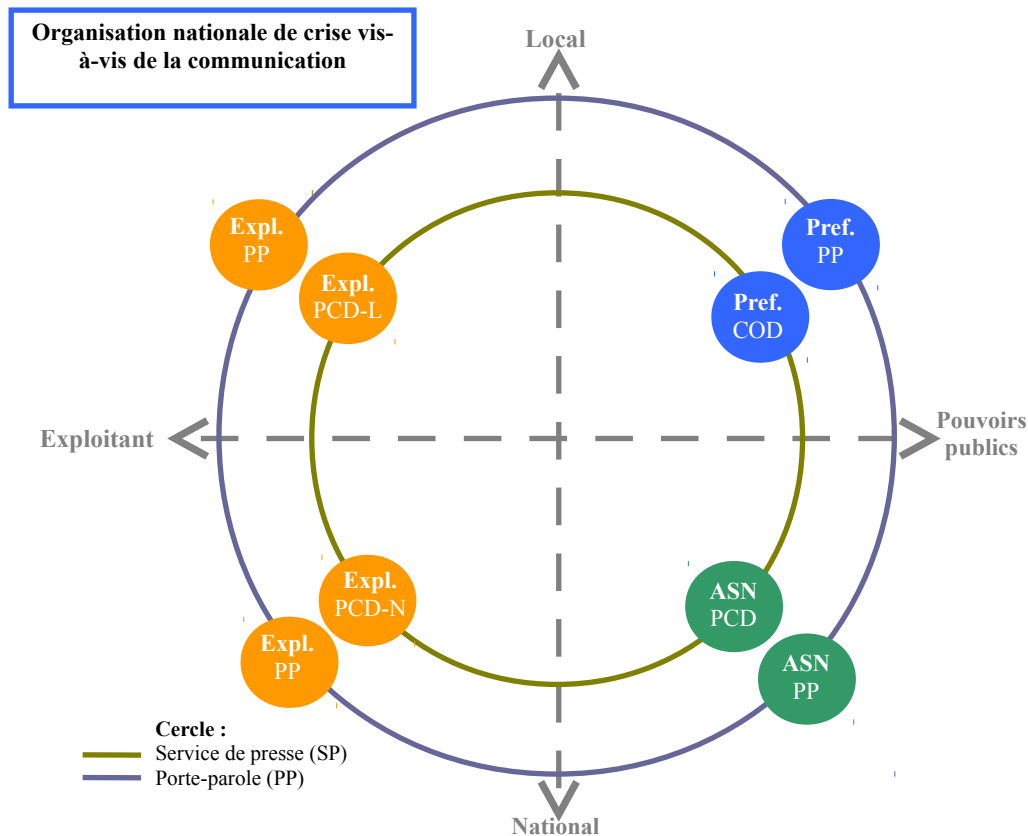 Organisation nationale de crise vis-
à-vis de la communication
Local
Expl.
PP
Pref.
PP
Expl.
PCD-L
Pref.
COD
Exploitant
Pouvoirs
publics
Expl.
PCD-N
ASN
PCD
Expl.
PP
ASN
PP
Cercle :
Service de presse (SP)
Porte-parole (PP)
National